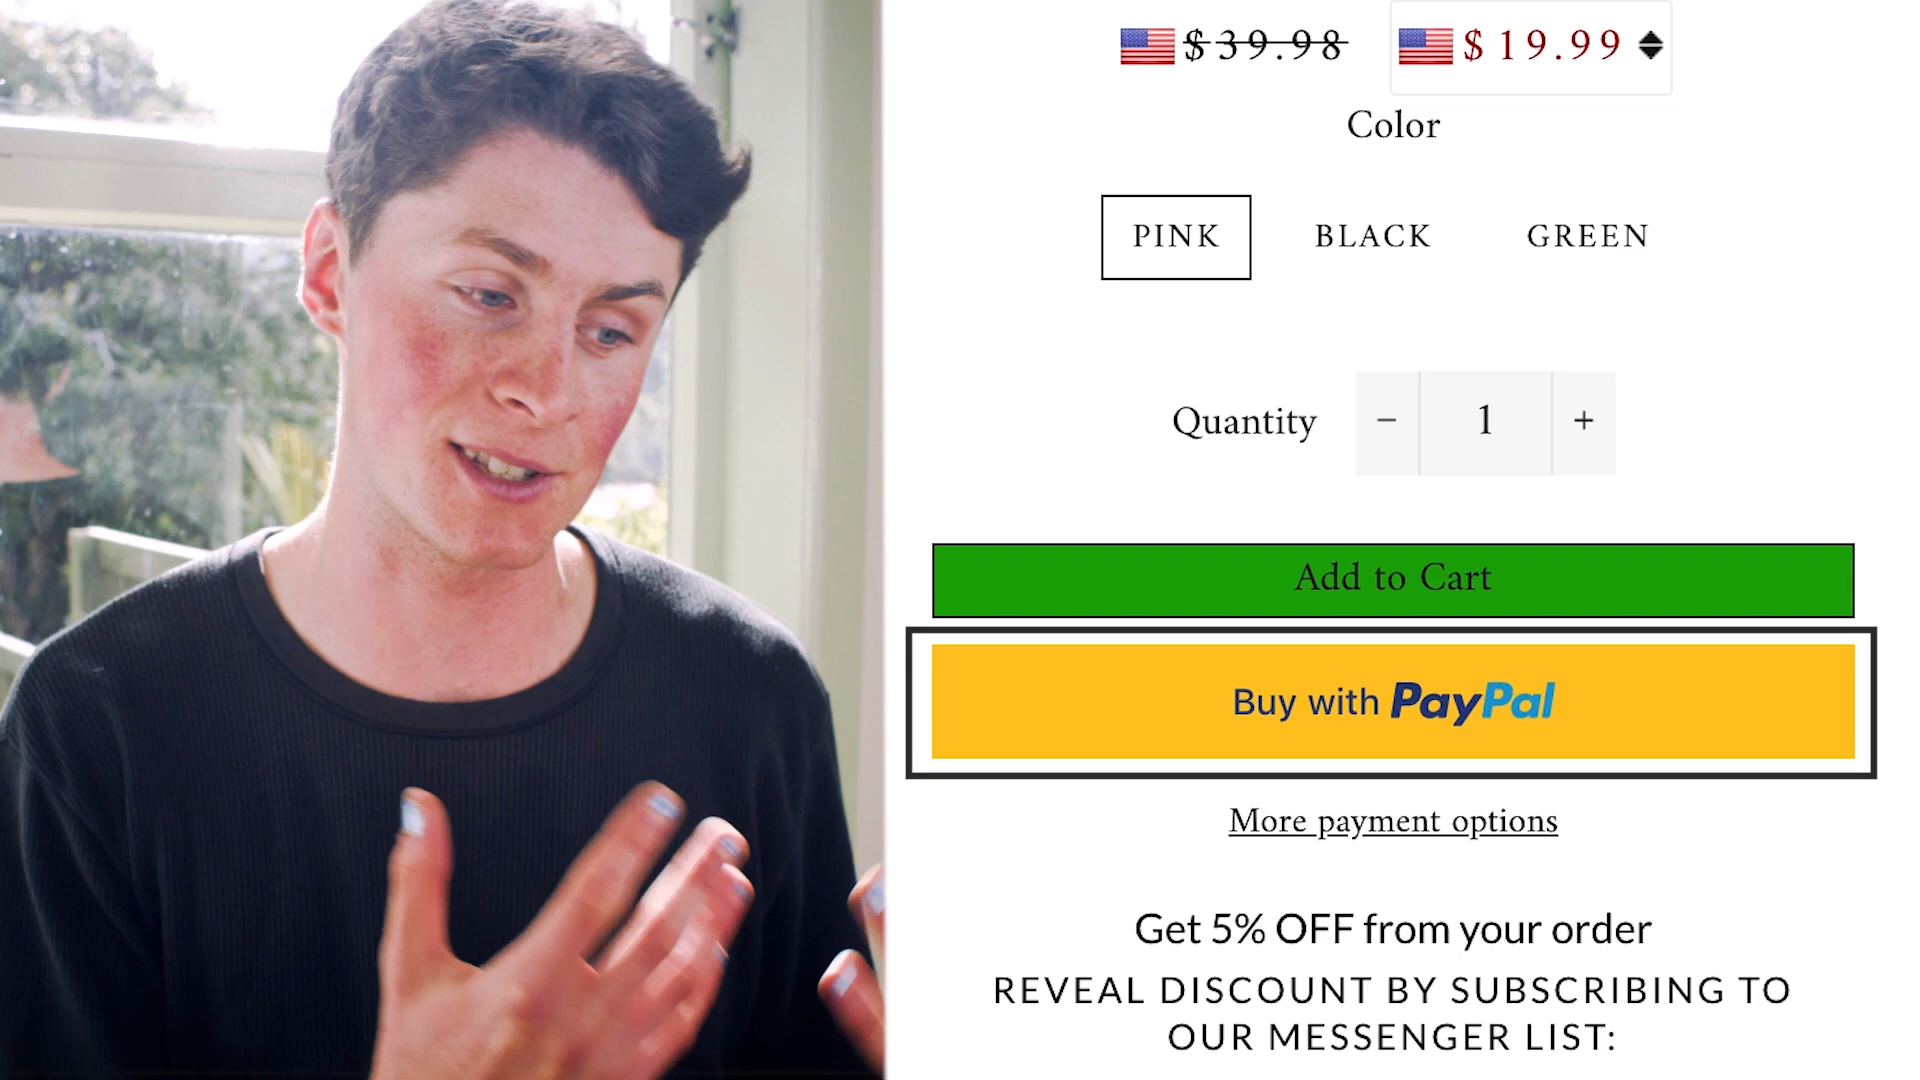 $39.98 $19.99
Color
PINK BLACK GREEN
Quantity − 1 +
Add to Cart
Buy with PayPal
More payment options
Get 5% OFF from your order
REVEAL DISCOUNT BY SUBSCRIBING TO
OUR MESSENGER LIST: